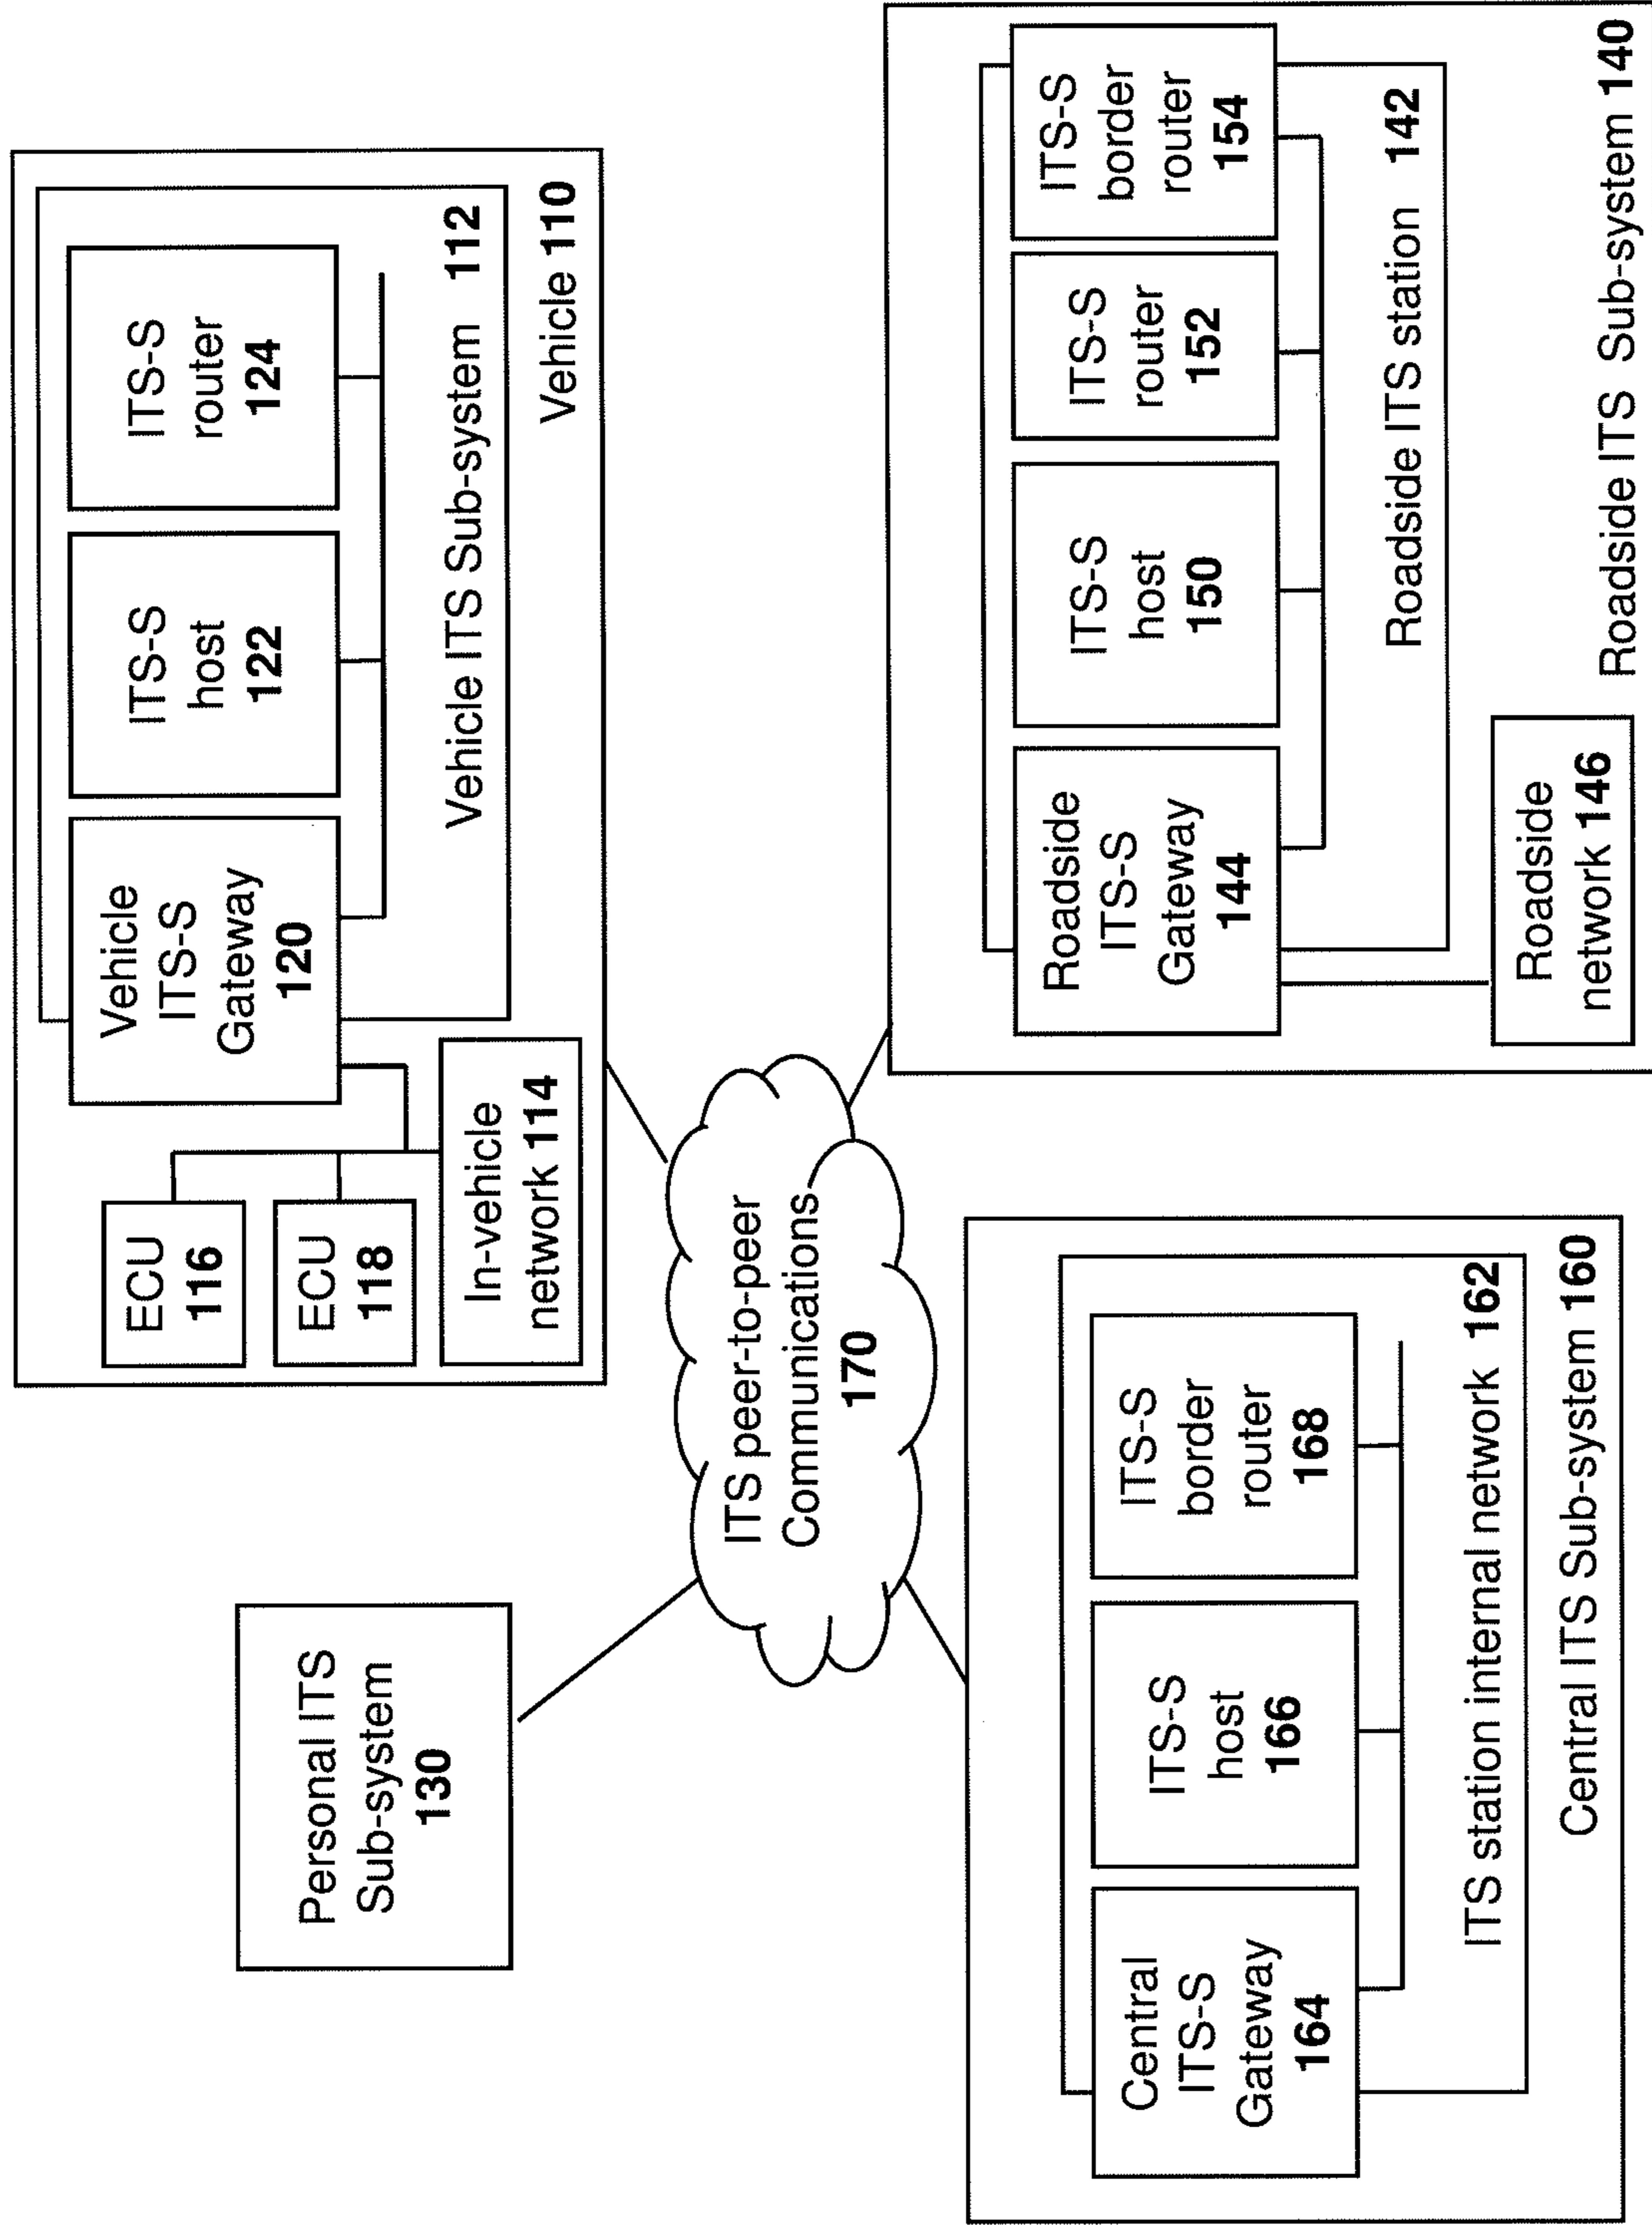 Personal ITS
Sub-system
130
ECU
116
ECU
118
In-vehicle
network 114
Vehicle
ITS-S
Gateway
120
ITS-S
host
122
ITS-S
router
124
Vehicle ITS Sub-system 112
Vehicle 110
ITS peer-to-peer
Communications
170
Central
ITS-S
Gateway
164
ITS-S
host
166
ITS-S
border
router
168
ITS station internal network 162
Central ITS Sub-system 160
Roadside
ITS-S
Gateway
144
ITS-S
host
150
ITS-S
router
152
ITS-S
border
router
154
Roadside ITS station 142
Roadside
network 146
Roadside ITS Sub-system 140